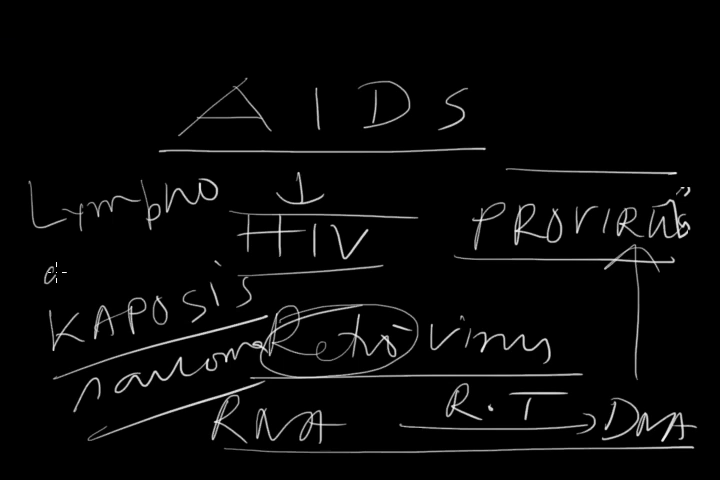 AIDS
Lympho
HIV
PROVIRUS
KAPOSIS
sarcoma
Retro virus
R.T
RNA
DNA